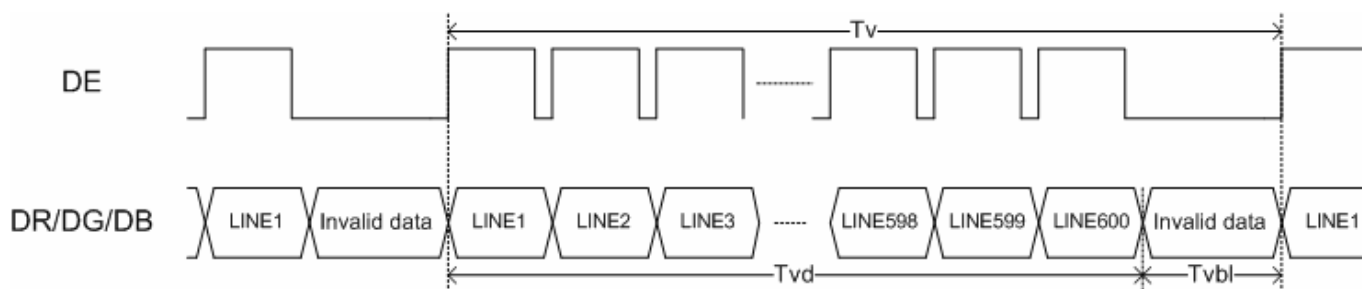 Tv
DE
DR/DG/DB LINE1 Invalid data LINE1 LINE2 LINE3 LINE598 LINE599 LINE600 Invalid data LINE1
Tvd Tvbl